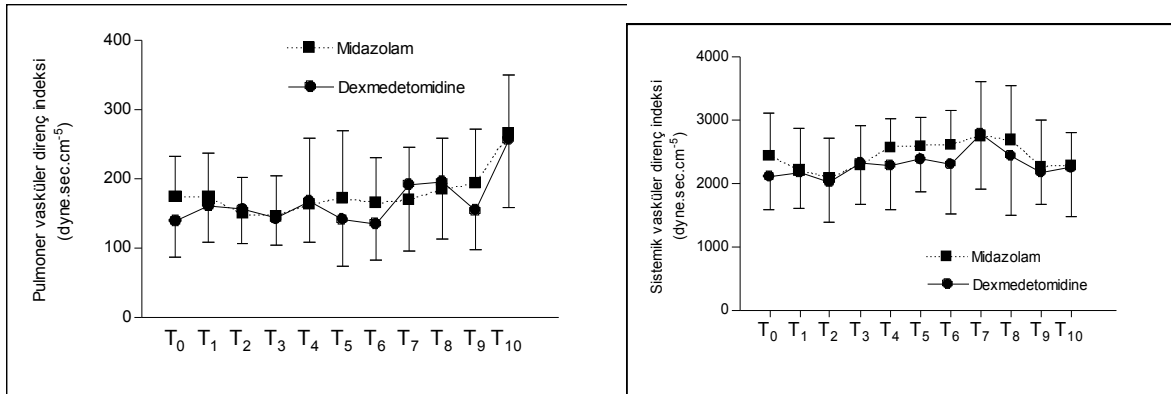 Pulmoner vasküler direnç indeksi
(dyne.sec.cm⁻⁵)
400
300
200
100
0
Midazolam
Dexmedetomidine
T₀ T₁ T₂ T₃ T₄ T₅ T₆ T₇ T₈ T₉ T₁₀
Sistemik vasküler direnç indeksi
(dyne.sec.cm⁻⁵)
4000
3000
2000
1000
0
Midazolam
Dexmedetomidine
T₀ T₁ T₂ T₃ T₄ T₅ T₆ T₇ T₈ T₉ T₁₀